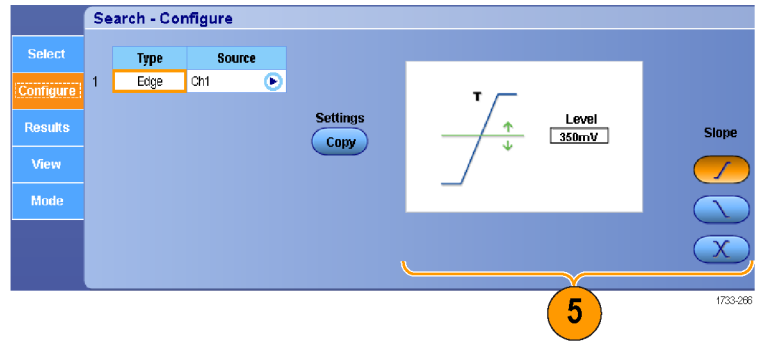 Search - Configure
Select
Configure
Results
View
Mode
Type Source
1 Edge Ch1
Settings
Copy
T
Level
350mV
Slope
5
1733-266